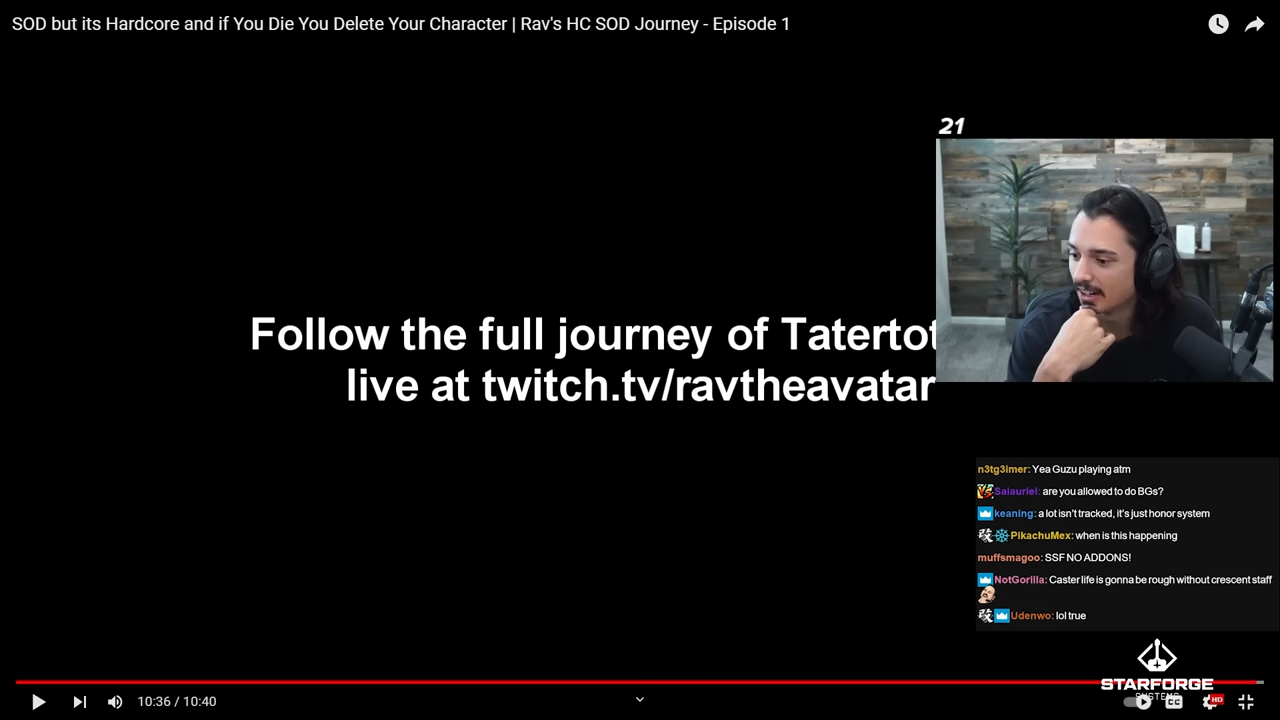 SOD but its Hardcore and if You Die You Delete Your Character | Rav's HC SOD Journey - Episode 1
21
Follow the full journey of Tatertot
live at twitch.tv/ravtheavatar
n3tg3imer: Yea Guzu playing atm
Saiauriel: are you allowed to do BGs?
keaning: a lot isn't tracked, it's just honor system
PikachuMex: when is this happening
muffsmagoo: SSF NO ADDONS!
NotGorilla: Caster life is gonna be rough without crescent staff
Udenwo: lol true
STARFORGE
SYSTEMS
10:36 / 10:40
CC
HD